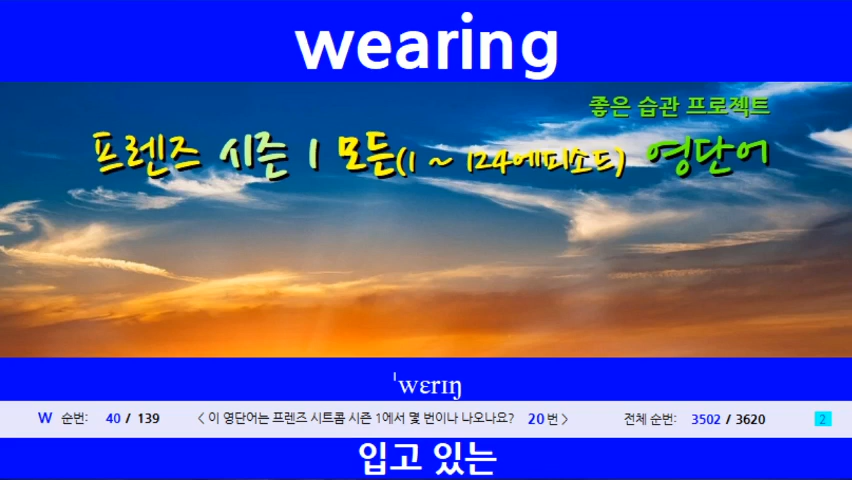 wearing
좋은 습관 프로젝트
프렌즈 시즌 1 모든(1 ~ 124에피소드) 영단어
ˈwɛrɪŋ
W 순번: 40 / 139 < 이 영단어는 프렌즈 시트콤 시즌 1에서 몇 번이나 나오나요? 20 번 > 전체 순번: 3502 / 3620 2
입고 있는